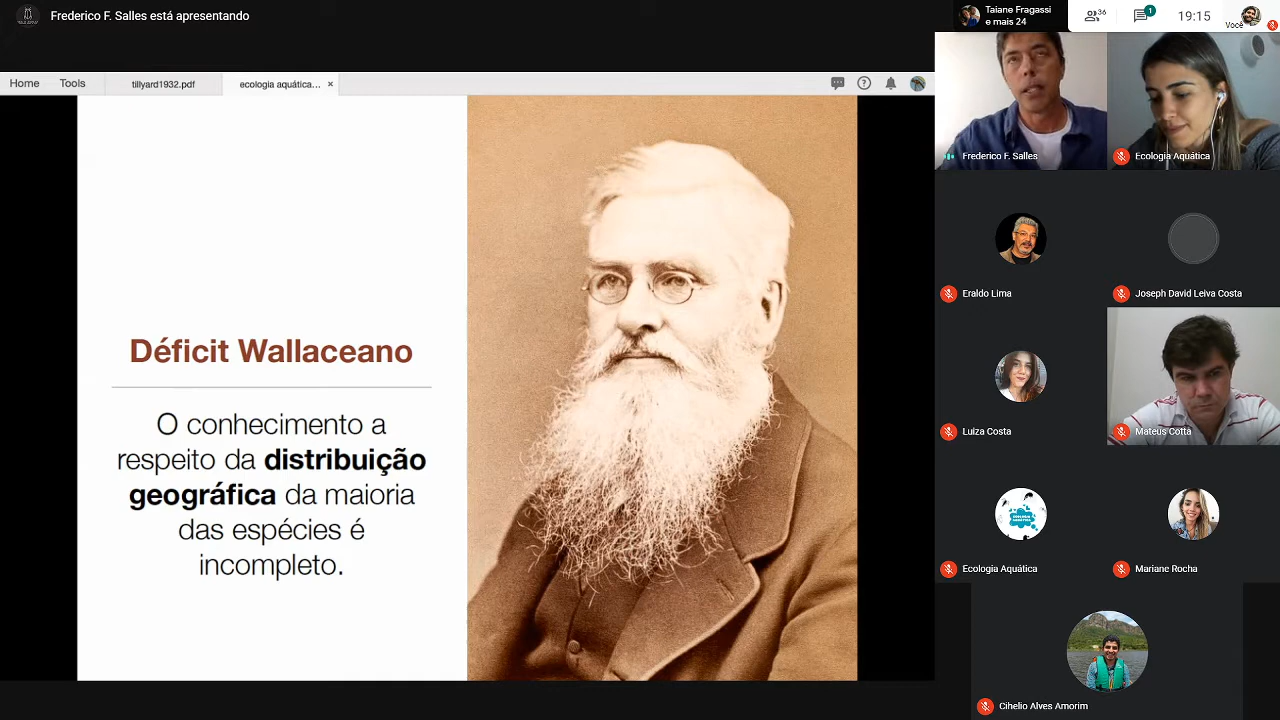 Frederico F. Salles está apresentando
Taiane Fragassi
e mais 24
36
1
19:15
Você
Home
Tools
tillyard1932.pdf
ecologia aquática...
Déficit Wallaceano
O conhecimento a
respeito da distribuição
geográfica da maioria
das espécies é
incompleto.
Frederico F. Salles
Ecologia Aquática
Eraldo Lima
Joseph David Leiva Costa
Luiza Costa
Mateus Cotta
ECOLOGIA
AQUÁTICA
Ecologia Aquática
Mariane Rocha
Cihelio Alves Amorim